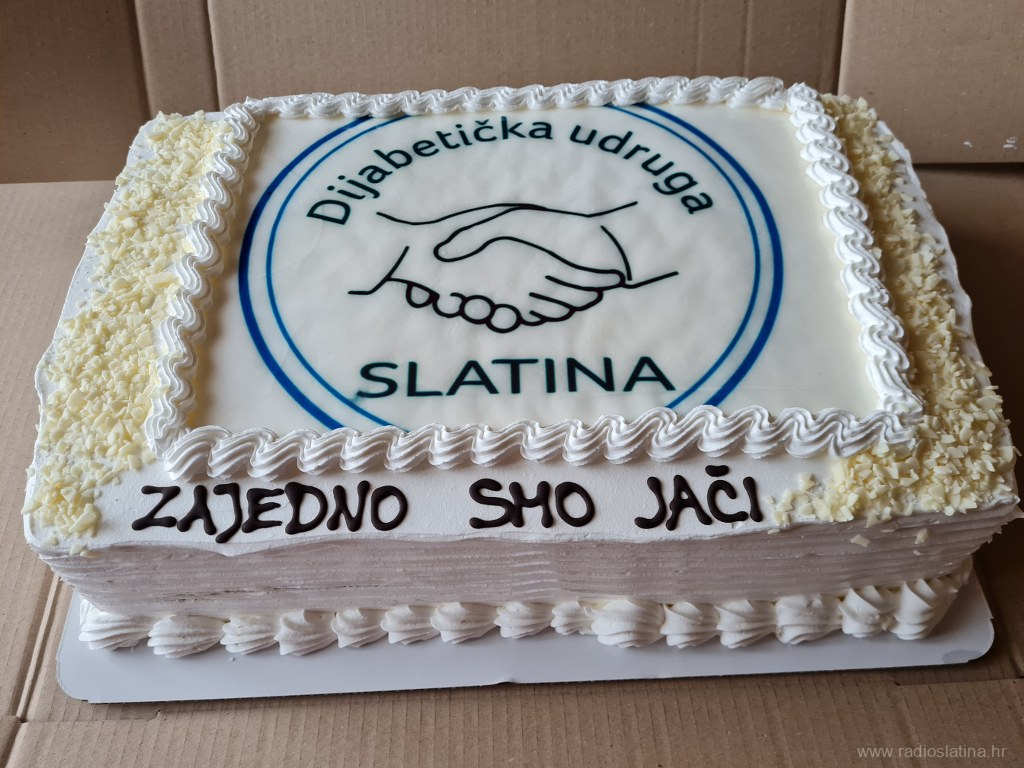 Dijabetička udruga
SLATINA
ZAJEDNO SMO JAČI
www.radioslatina.hr